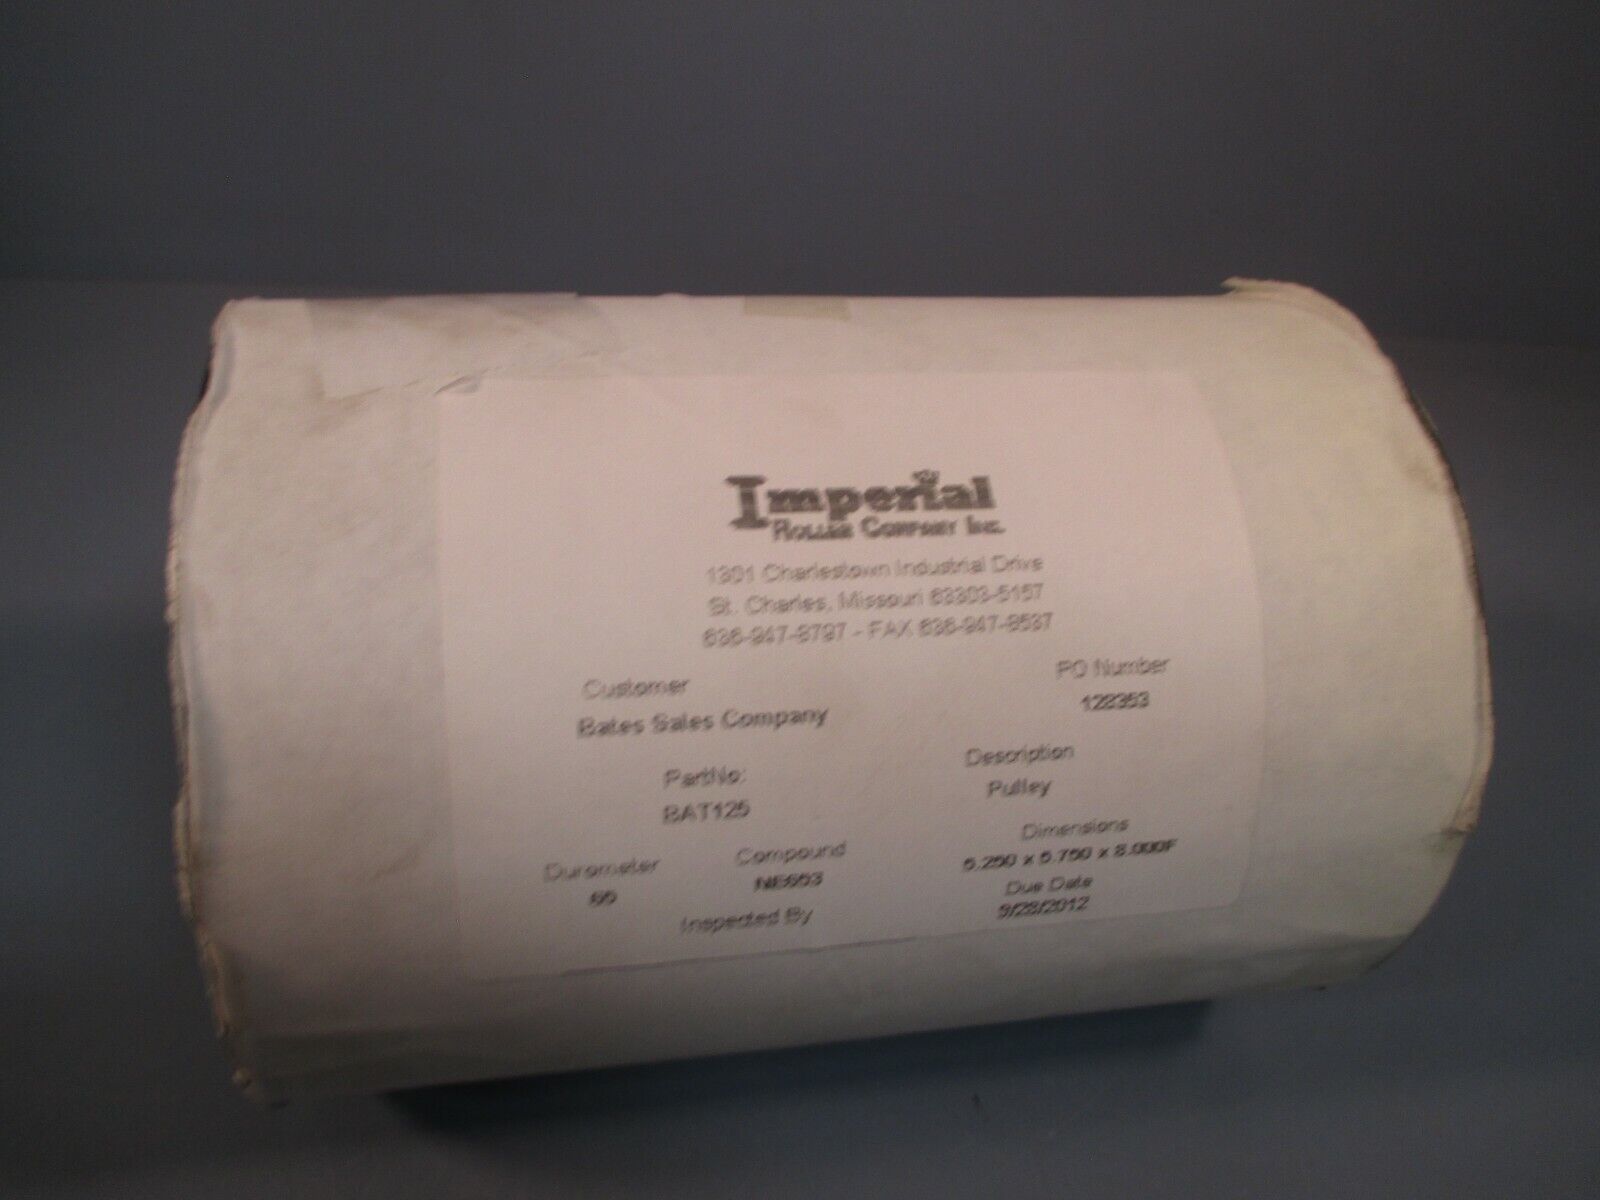 Imperial
Roller Company Inc.
1301 Charlestown Industrial Drive
St. Charles, Missouri 63303-5157
636-947-8797 - FAX 636-947-8537
Customer
PO Number
Bates Sales Company
128353
PartNo:
Description
BAT125
Pulley
Durometer
Compound
Dimensions
NE653
5.250 x 5.750 x 8.000F
Inspected By
Due Date
9/28/2012